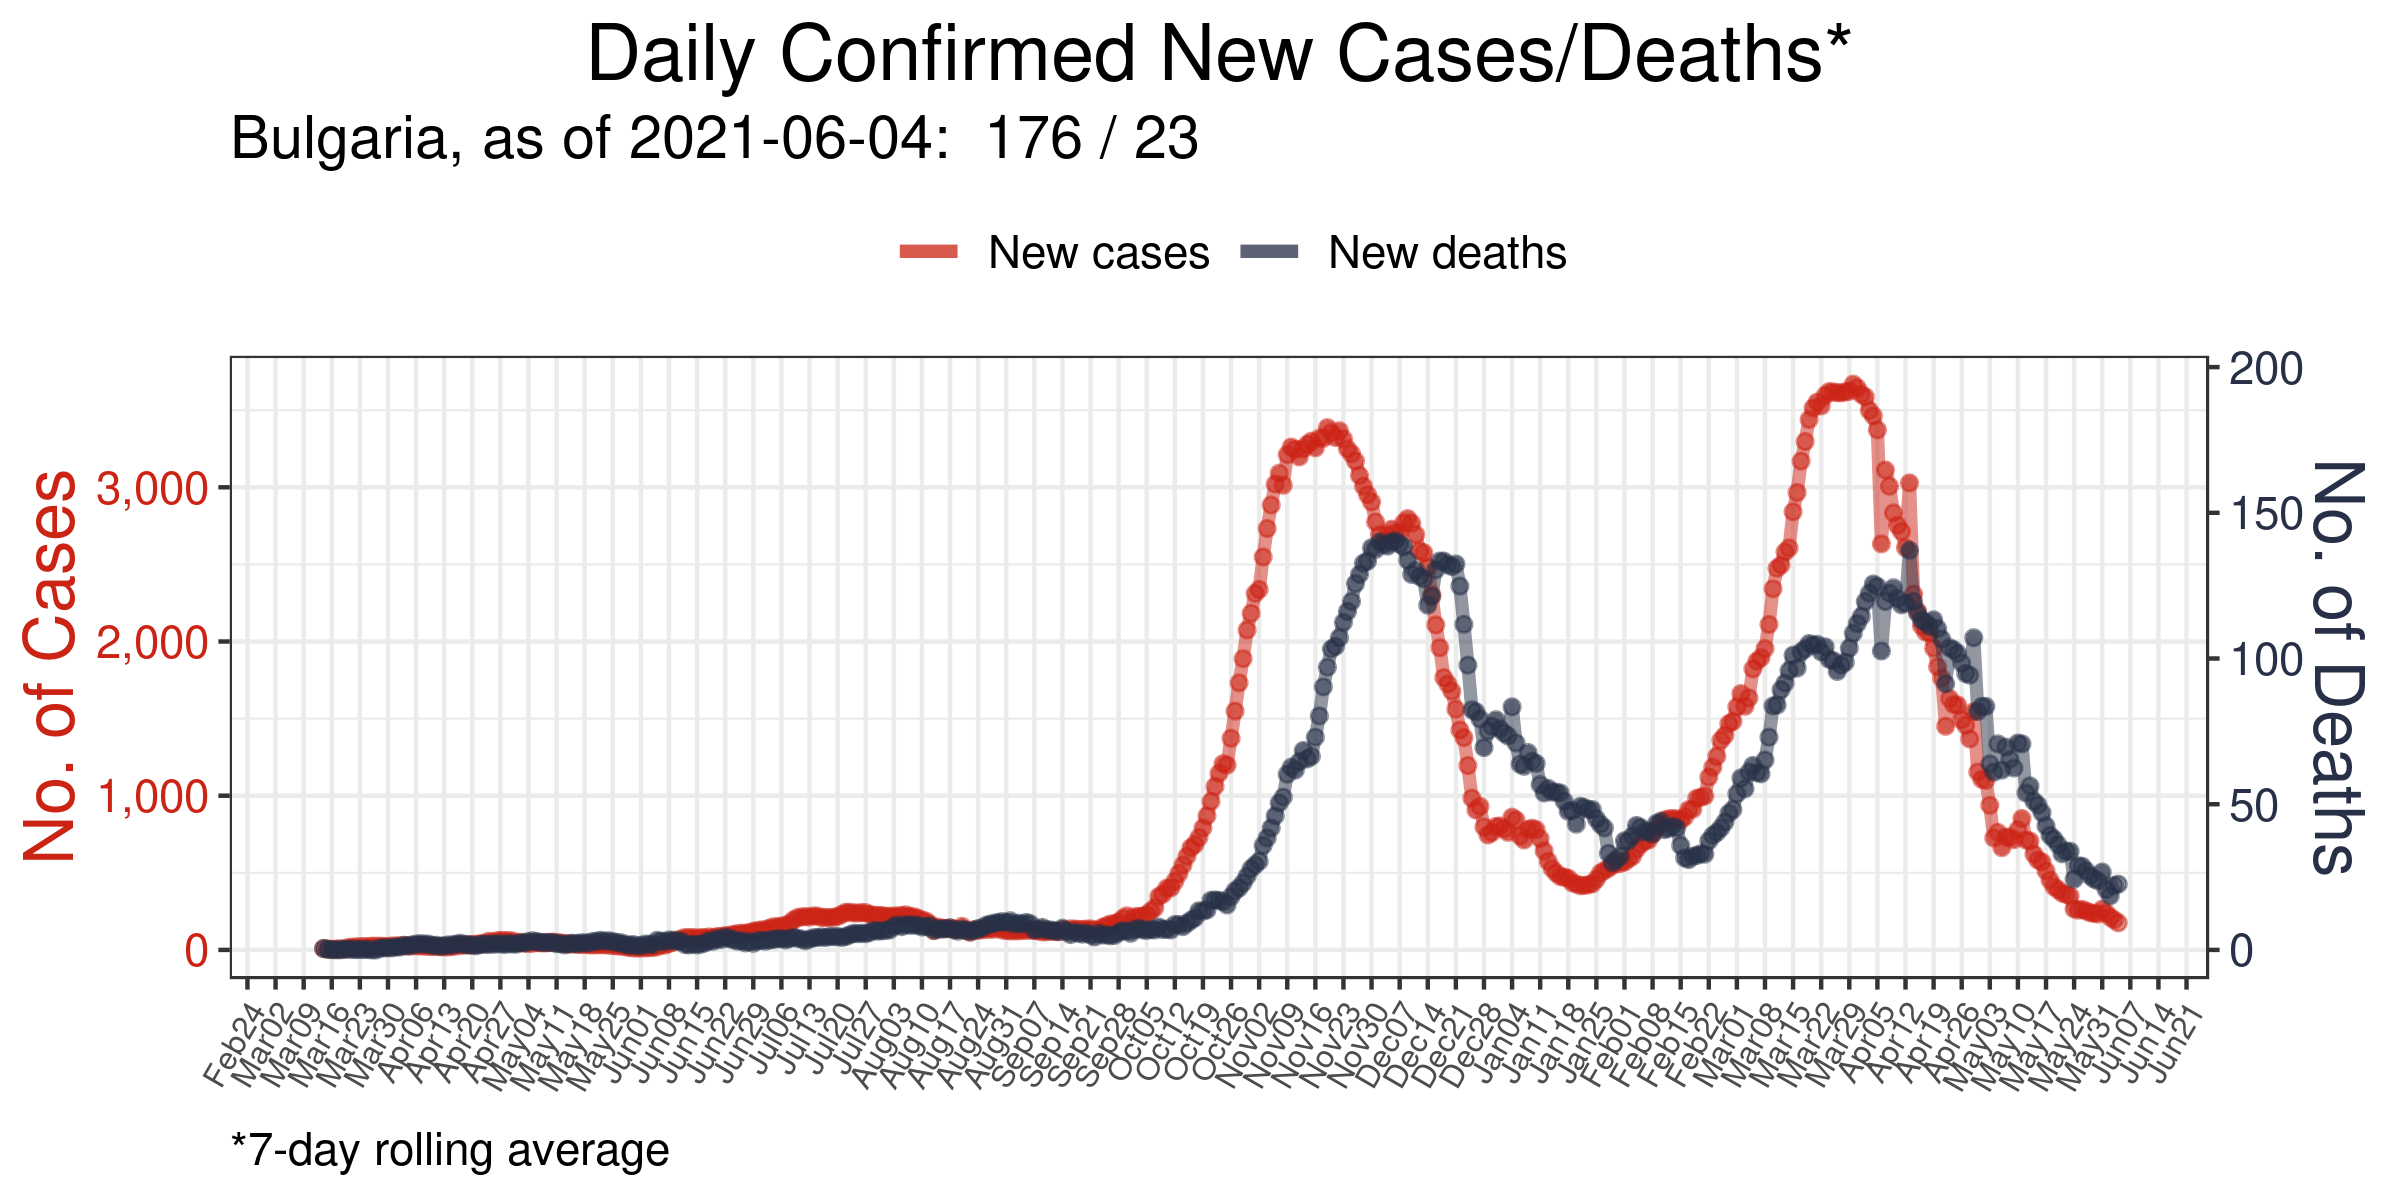 Daily Confirmed New Cases/Deaths*
Bulgaria, as of 2021-06-04:  176 / 23
New cases
New deaths
No. of Cases
3,000
2,000
1,000
0
200
150
100
50
0
No. of Deaths
Feb24
Mar02
Mar09
Mar16
Mar23
Mar30
Apr06
Apr13
Apr20
Apr27
May04
May11
May18
May25
Jun01
Jun08
Jun15
Jun22
Jun29
Jul06
Jul13
Jul20
Jul27
Aug03
Aug10
Aug17
Aug24
Aug31
Sep07
Sep14
Sep21
Sep28
Oct05
Oct12
Oct19
Oct26
Nov02
Nov09
Nov16
Nov23
Nov30
Dec07
Dec14
Dec21
Dec28
Jan04
Jan11
Jan18
Jan25
Feb01
Feb08
Feb15
Feb22
Mar01
Mar08
Mar15
Mar22
Mar29
Apr05
Apr12
Apr19
Apr26
May03
May10
May17
May24
May31
Jun07
Jun14
Jun21
*7-day rolling average